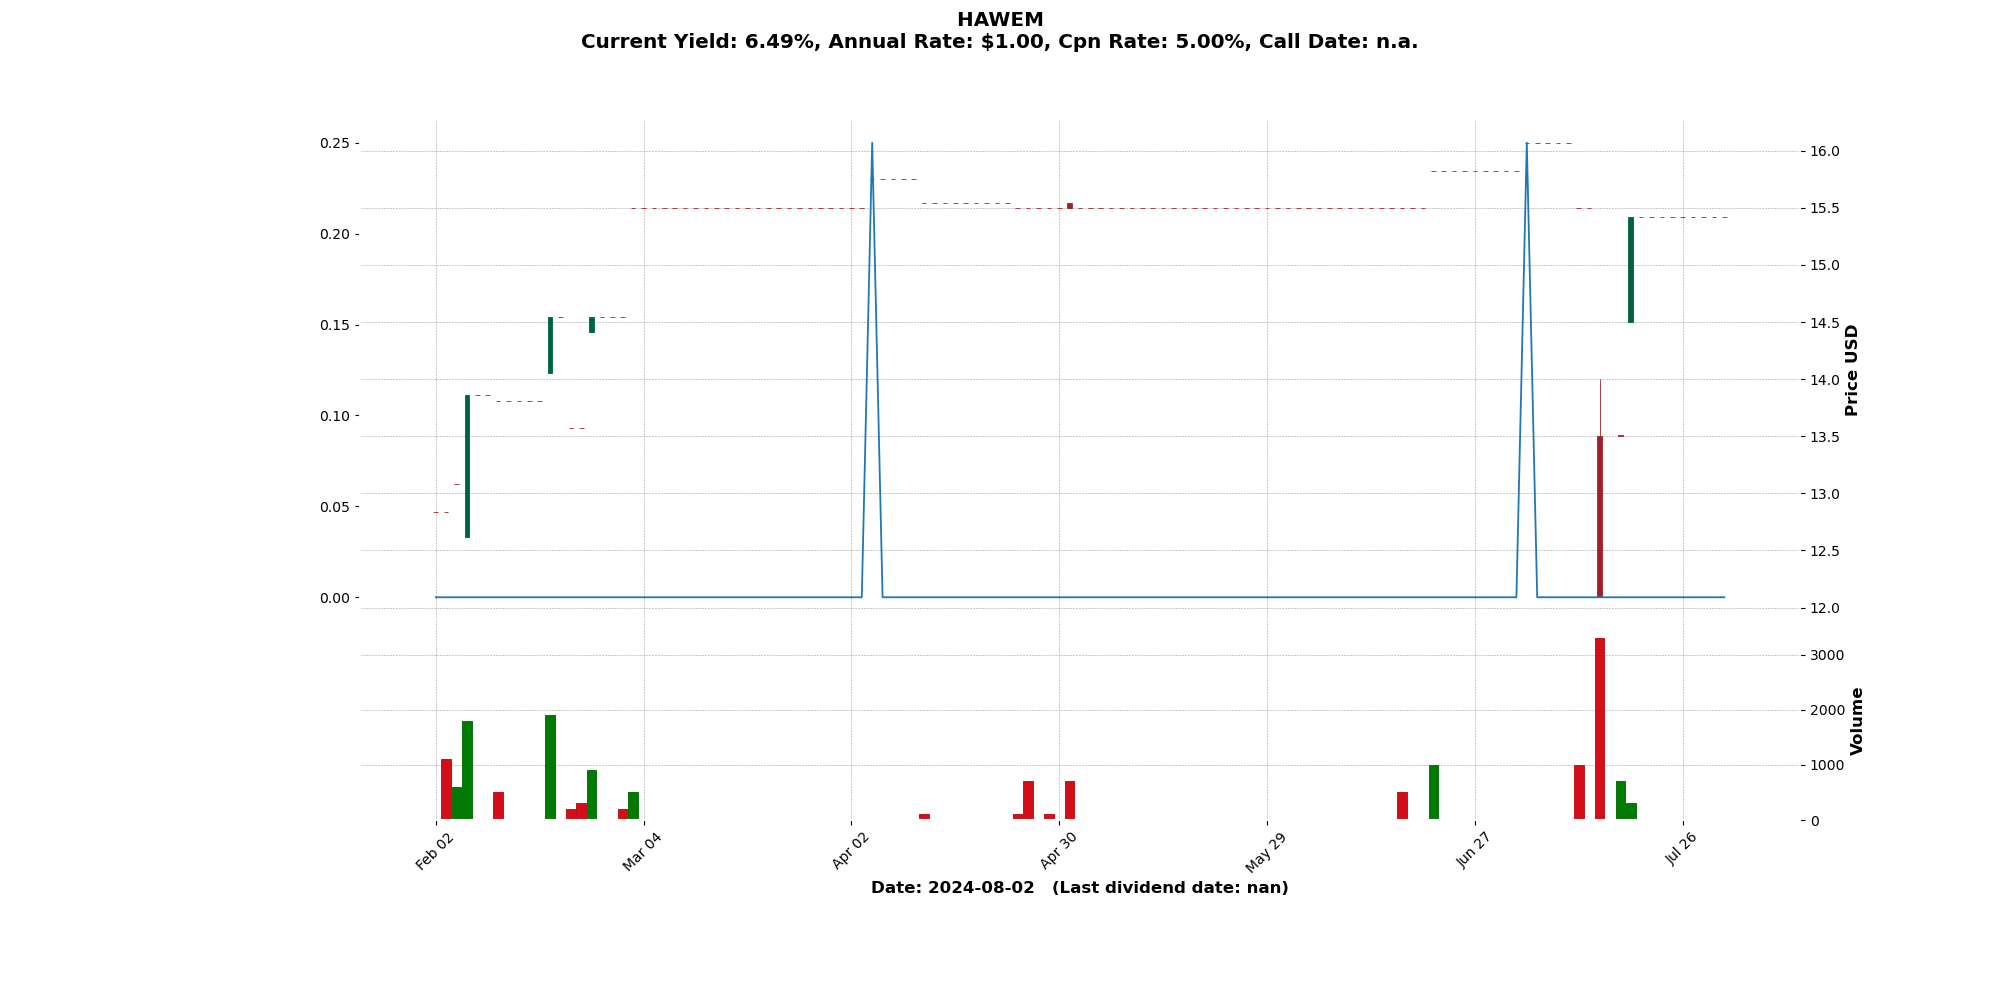 HAWEM
Current Yield: 6.49%, Annual Rate: $1.00, Cpn Rate: 5.00%, Call Date: n.a.
0.25
0.20
0.15
0.10
0.05
0.00
16.0
15.5
15.0
14.5
14.0
13.5
13.0
12.5
12.0
Price USD
3000
2000
1000
0
Volume
Feb 02
Mar 04
Apr 02
Apr 30
May 29
Jun 27
Jul 26
Date: 2024-08-02   (Last dividend date: nan)